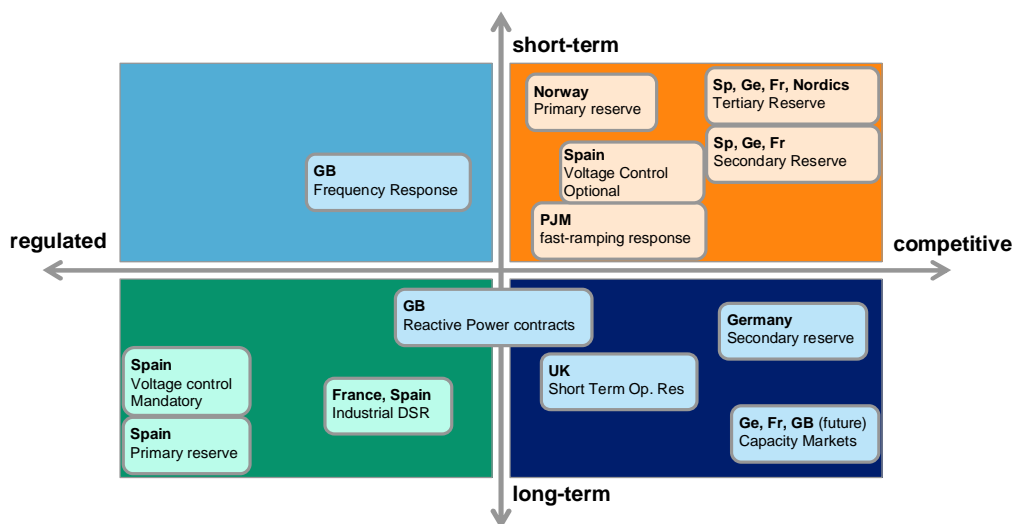 short-term
Norway
Primary reserve
Sp, Ge, Fr, Nordics
Tertiary Reserve
Sp, Ge, Fr
Secondary Reserve
Spain
Voltage Control
Optional
GB
Frequency Response
PJM
fast-ramping response
regulated
competitive
GB
Reactive Power contracts
Germany
Secondary reserve
Spain
Voltage control
Mandatory
France, Spain
Industrial DSR
UK
Short Term Op. Res
Spain
Primary reserve
Ge, Fr, GB (future)
Capacity Markets
long-term